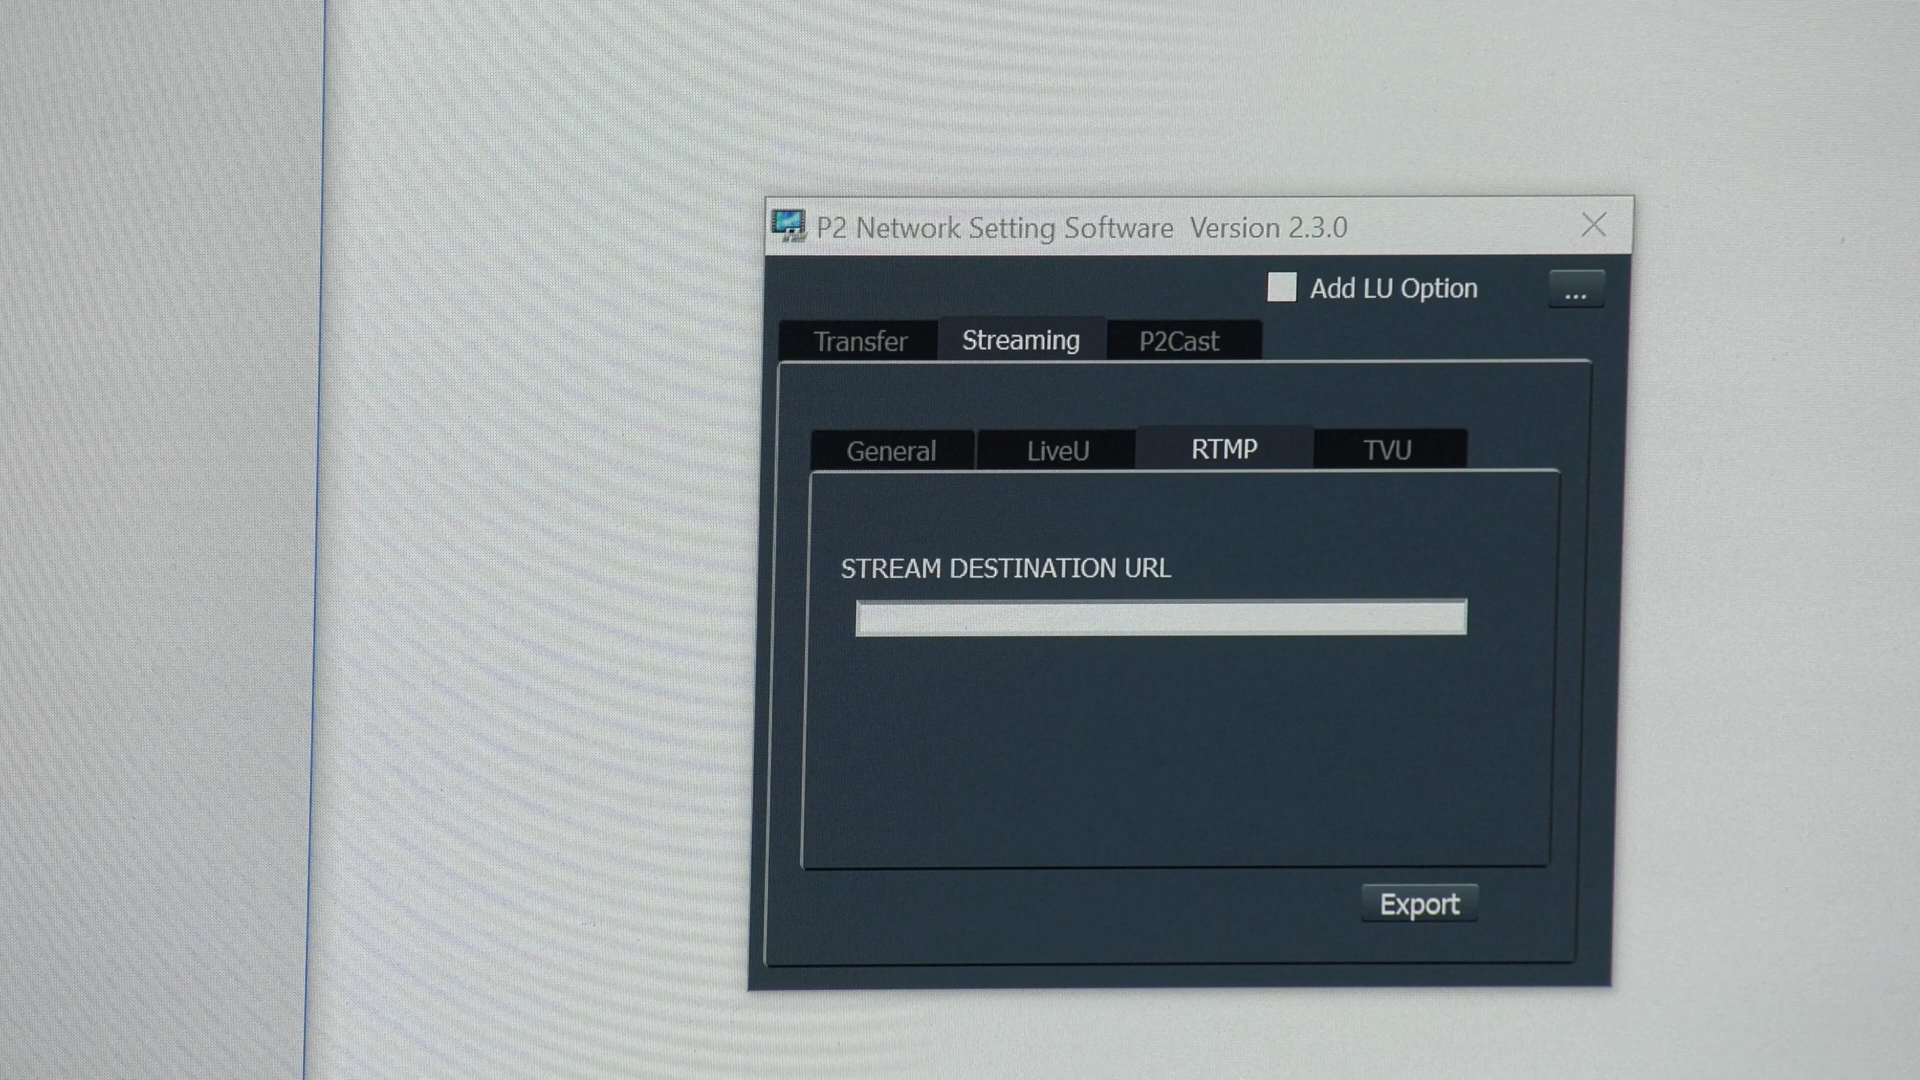 P2 Network Setting Software Version 2.3.0
Add LU Option
...
Transfer Streaming P2Cast
General LiveU RTMP TVU
STREAM DESTINATION URL
Export